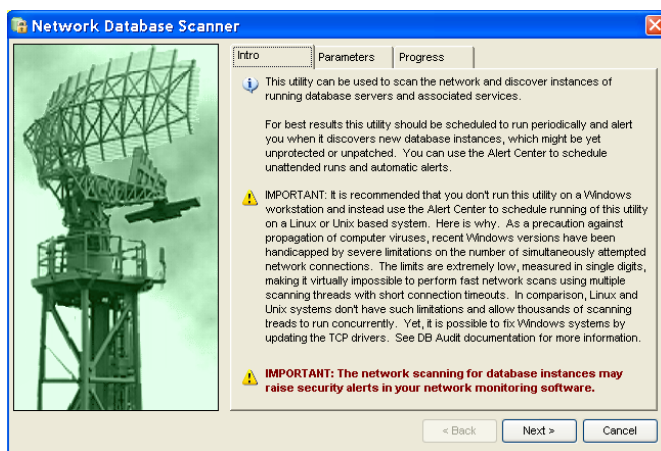 Network Database Scanner
Intro
Parameters
Progress
This utility can be used to scan the network and discover instances of
running database servers and associated services.
For best results this utility should be scheduled to run periodically and alert
you when it discovers new database instances, which might be yet
unprotected or unpatched. You can use the Alert Center to schedule
unattended runs and automatic alerts.
IMPORTANT: It is recommended that you don't run this utility on a Windows
workstation and instead use the Alert Center to schedule running of this utility
on a Linux or Unix based system. Here is why. As a precaution against
propagation of computer viruses, recent Windows versions have been
handicapped by severe limitations on the number of simultaneously attempted
network connections. The limits are extremely low, measured in single digits,
making it virtually impossible to perform fast network scans using multiple
scanning threads with short connection timeouts. In comparison, Linux and
Unix systems don't have such limitations and allow thousands of scanning
treads to run concurrently. Yet, it is possible to fix Windows systems by
updating the TCP drivers. See DB Audit documentation for more information.
IMPORTANT: The network scanning for database instances may
raise security alerts in your network monitoring software.
< Back
Next >
Cancel